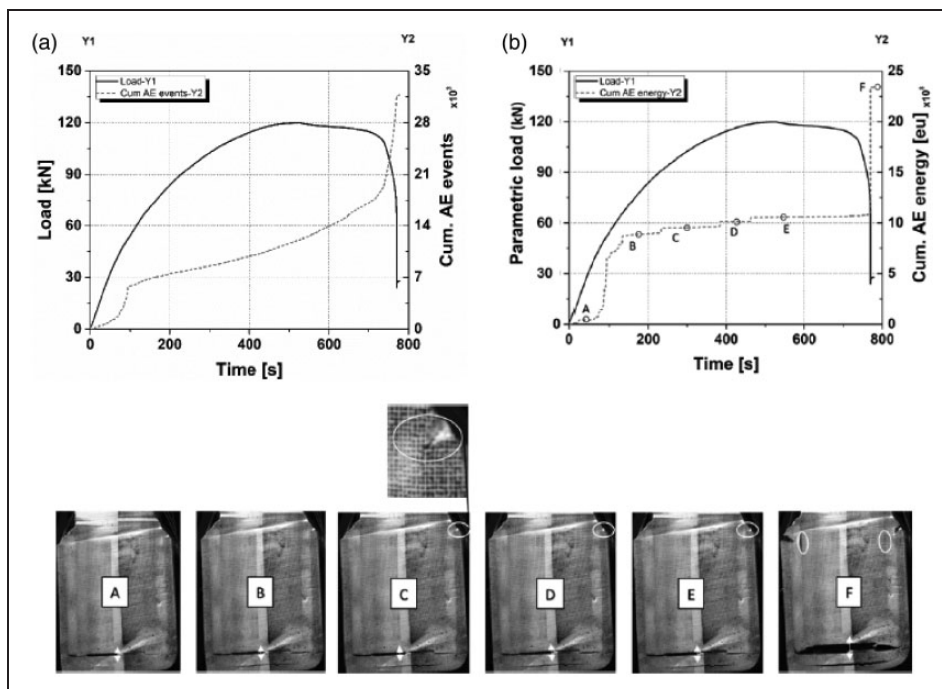 (a)
Y1
Y2
Load-Y1
Cum AE events-Y2
150
120
90
60
30
0
Load [kN]
35
28
21
14
7
0
x10³
Cum. AE events
0 200 400 600 800
Time [s]
(b)
Y1
Y2
Load-Y1
Cum AE energy-Y2
150
120
90
60
30
0
Parametric load (kN)
25
20
15
10
5
0
x10³
Cum. AE energy [eu]
A
B
C
D
E
F
0 200 400 600 800
Time [s]
A
B
C
D
E
F